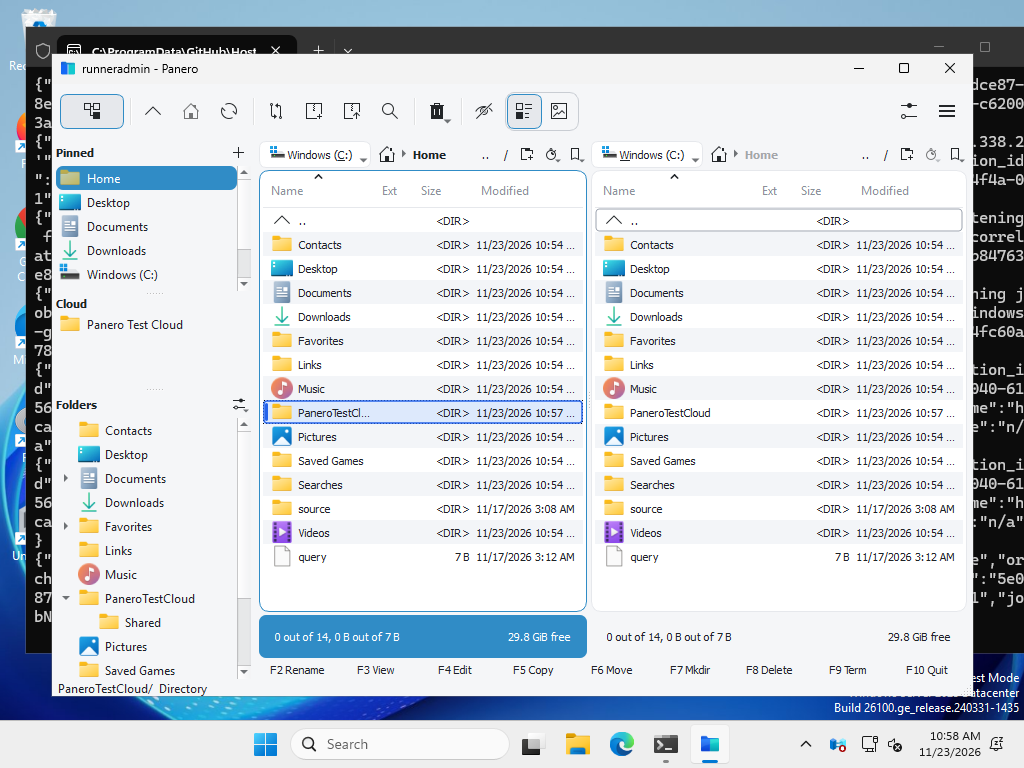 C:\ProgramData\GitHub\Host
runneradmin - Panero
Pinned
Home
Desktop
Documents
Downloads
Windows (C:)
Cloud
Panero Test Cloud
Folders
Contacts
Desktop
Documents
Downloads
Favorites
Links
Music
PaneroTestCloud
Shared
Pictures
Saved Games
PaneroTestCloud/ Directory
Windows (C:) Home .. /
Name Ext Size Modified
.. <DIR>
Contacts <DIR> 11/23/2026 10:54 ...
Desktop <DIR> 11/23/2026 10:54 ...
Documents <DIR> 11/23/2026 10:54 ...
Downloads <DIR> 11/23/2026 10:54 ...
Favorites <DIR> 11/23/2026 10:54 ...
Links <DIR> 11/23/2026 10:54 ...
Music <DIR> 11/23/2026 10:54 ...
PaneroTestCl... <DIR> 11/23/2026 10:57 ...
Pictures <DIR> 11/23/2026 10:54 ...
Saved Games <DIR> 11/23/2026 10:54 ...
Searches <DIR> 11/23/2026 10:54 ...
source <DIR> 11/17/2026 3:08 AM
Videos <DIR> 11/23/2026 10:54 ...
query 7 B 11/17/2026 3:12 AM
0 out of 14, 0 B out of 7 B 29.8 GiB free
Windows (C:) Home .. /
Name Ext Size Modified
.. <DIR>
Contacts <DIR> 11/23/2026 10:54 ...
Desktop <DIR> 11/23/2026 10:54 ...
Documents <DIR> 11/23/2026 10:54 ...
Downloads <DIR> 11/23/2026 10:54 ...
Favorites <DIR> 11/23/2026 10:54 ...
Links <DIR> 11/23/2026 10:54 ...
Music <DIR> 11/23/2026 10:54 ...
PaneroTestCloud <DIR> 11/23/2026 10:57 ...
Pictures <DIR> 11/23/2026 10:54 ...
Saved Games <DIR> 11/23/2026 10:54 ...
Searches <DIR> 11/23/2026 10:54 ...
source <DIR> 11/17/2026 3:08 AM
Videos <DIR> 11/23/2026 10:54 ...
query 7 B 11/17/2026 3:12 AM
0 out of 14, 0 B out of 7 B 29.8 GiB free
F2 Rename F3 View F4 Edit F5 Copy F6 Move F7 Mkdir F8 Delete F9 Term F10 Quit
Build 26100.ge_release.240331-1435
Search
10:58 AM
11/23/2026